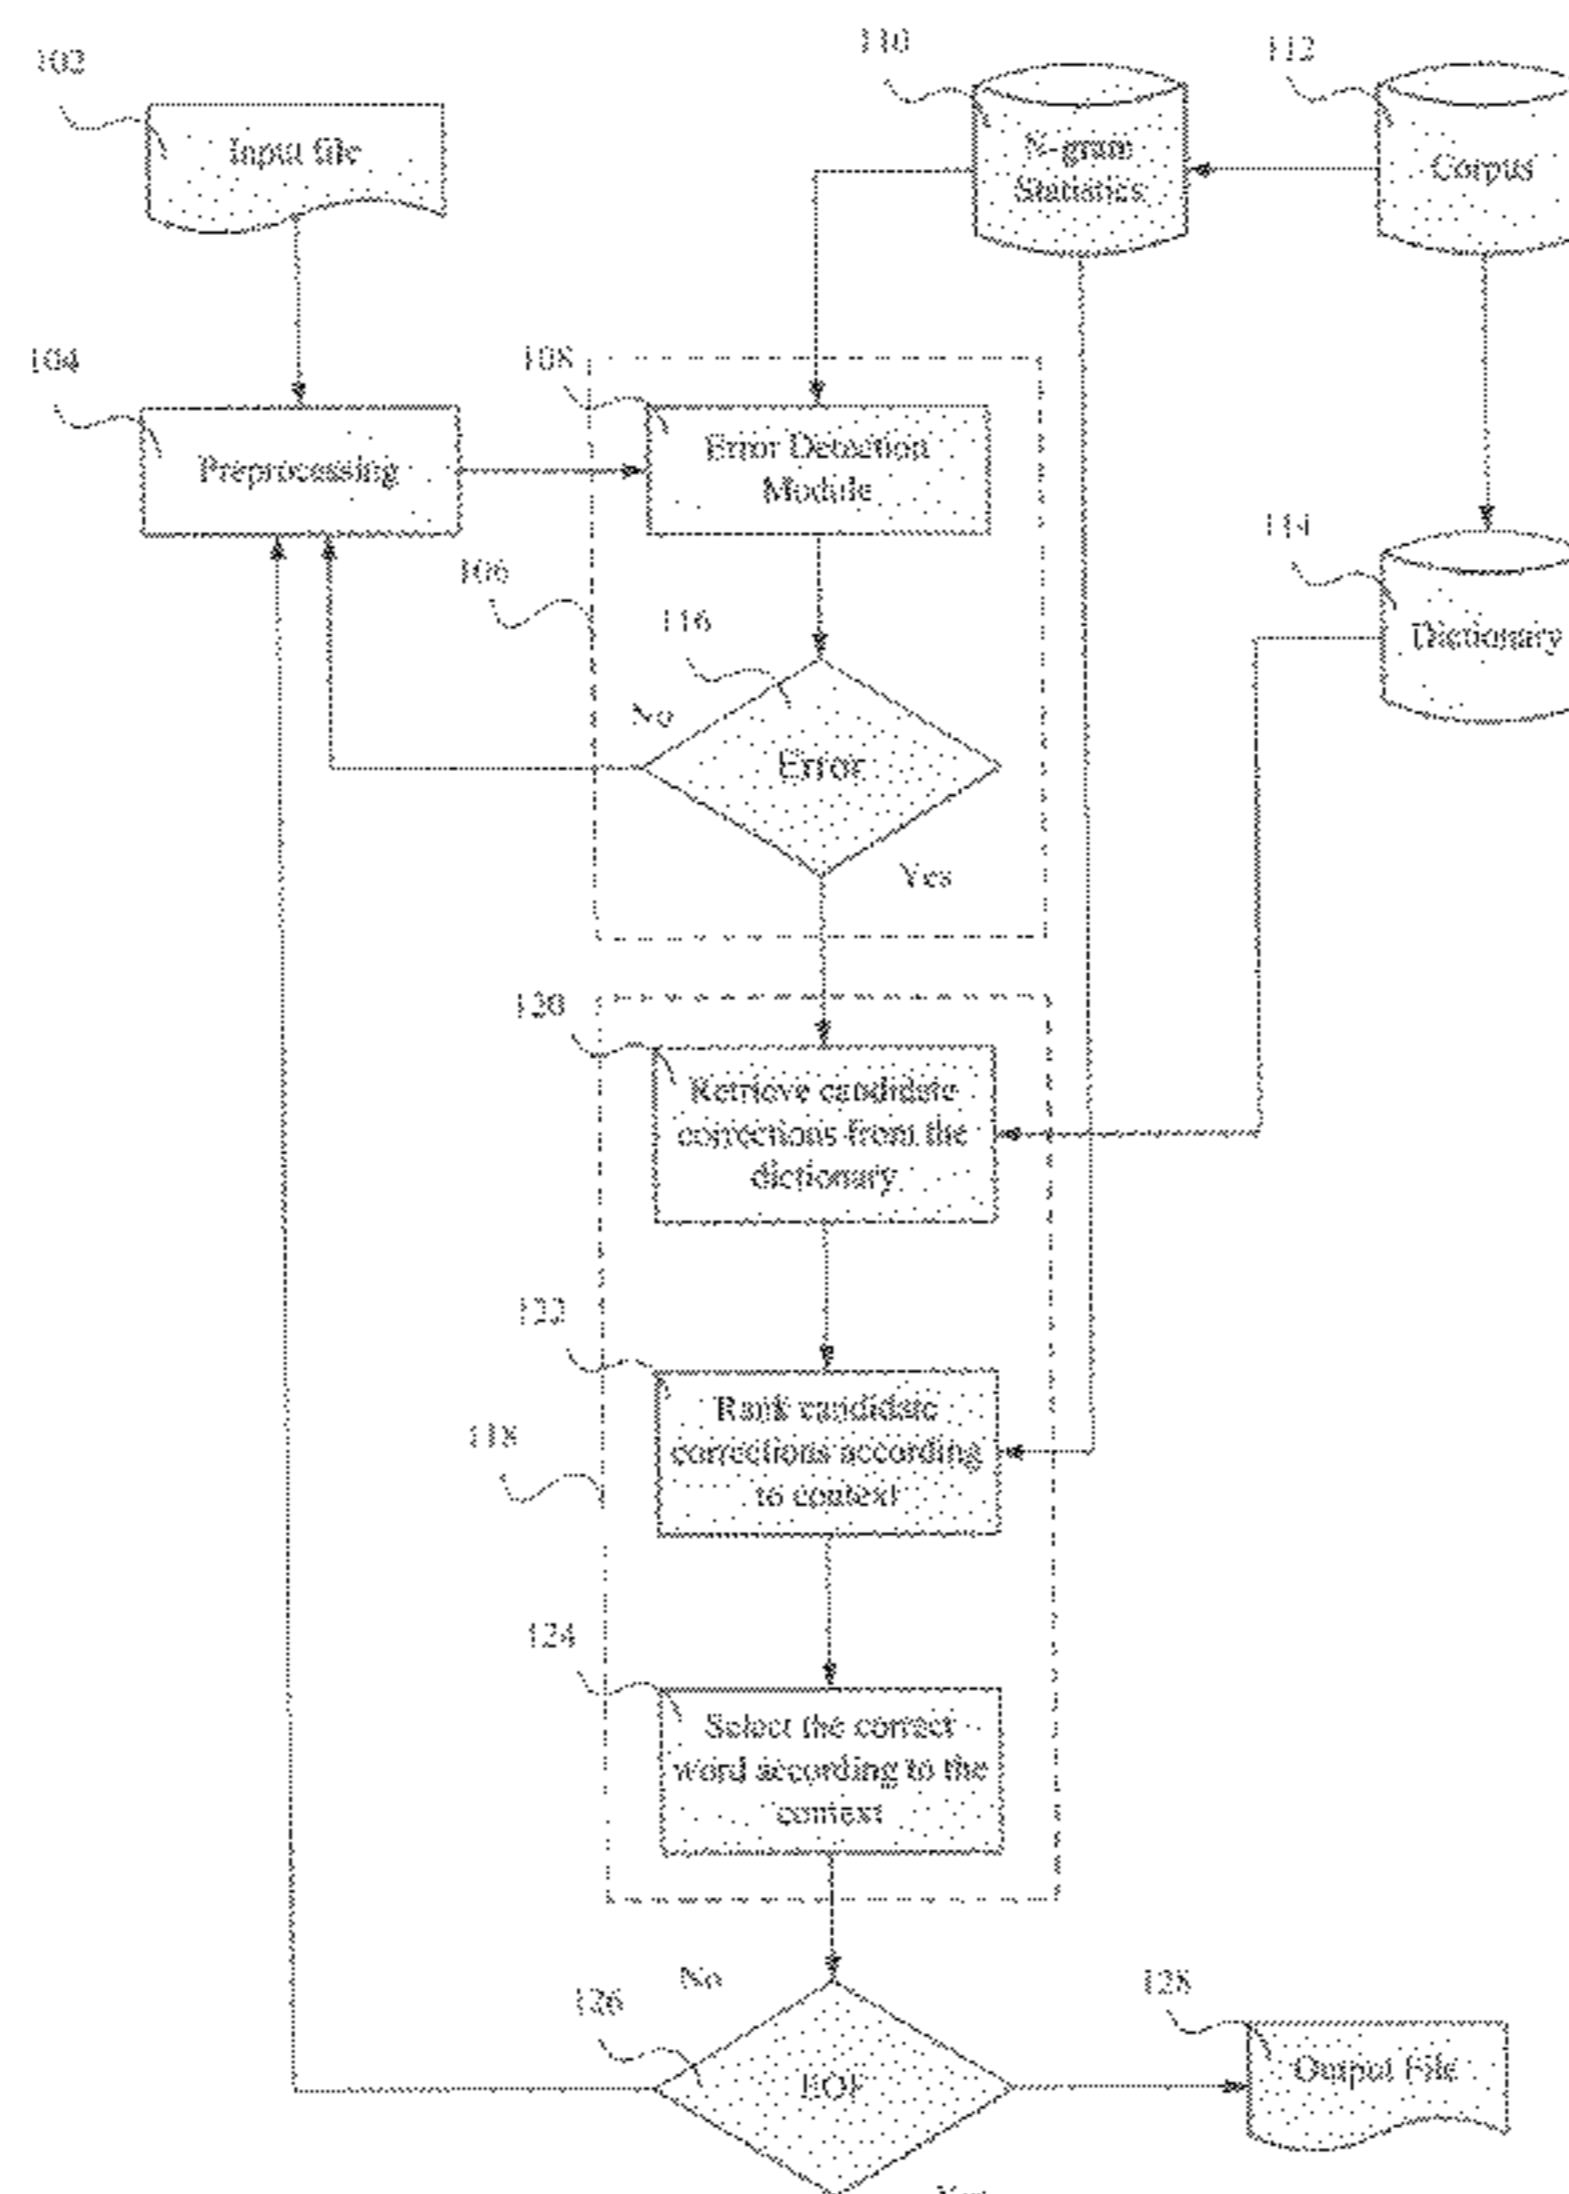 102
Input file
110
N-gram
Statistics
112
Corpus
104
Preprocessing
108
Error Detection
Module
106
114
Dictionary
116
No
Error
Yes
120
Retrieve candidate
corrections from the
dictionary
122
Rank candidate
corrections according
to context
118
124
Select the correct
word according to the
context
No
126
EOF
128
Output File